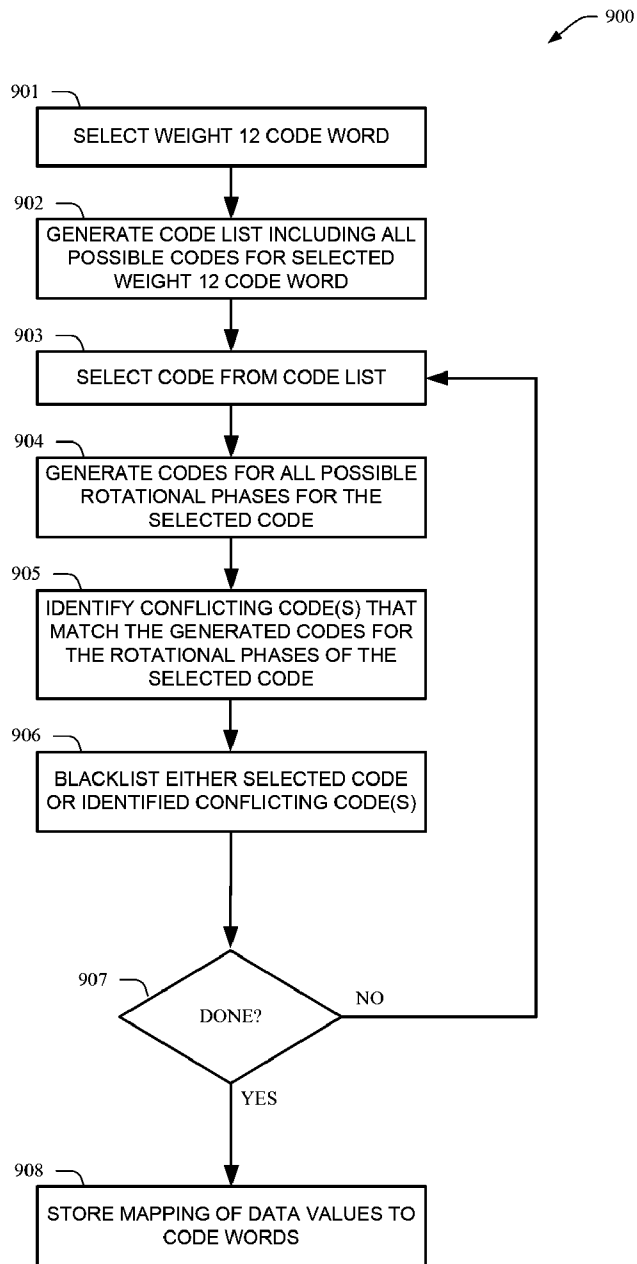 900
901
SELECT WEIGHT 12 CODE WORD
902
GENERATE CODE LIST INCLUDING ALL
POSSIBLE CODES FOR SELECTED
WEIGHT 12 CODE WORD
903
SELECT CODE FROM CODE LIST
904
GENERATE CODES FOR ALL POSSIBLE
ROTATIONAL PHASES FOR THE
SELECTED CODE
905
IDENTIFY CONFLICTING CODE(S) THAT
MATCH THE GENERATED CODES FOR
THE ROTATIONAL PHASES OF THE
SELECTED CODE
906
BLACKLIST EITHER SELECTED CODE
OR IDENTIFIED CONFLICTING CODE(S)
907
DONE?
NO
YES
908
STORE MAPPING OF DATA VALUES TO
CODE WORDS